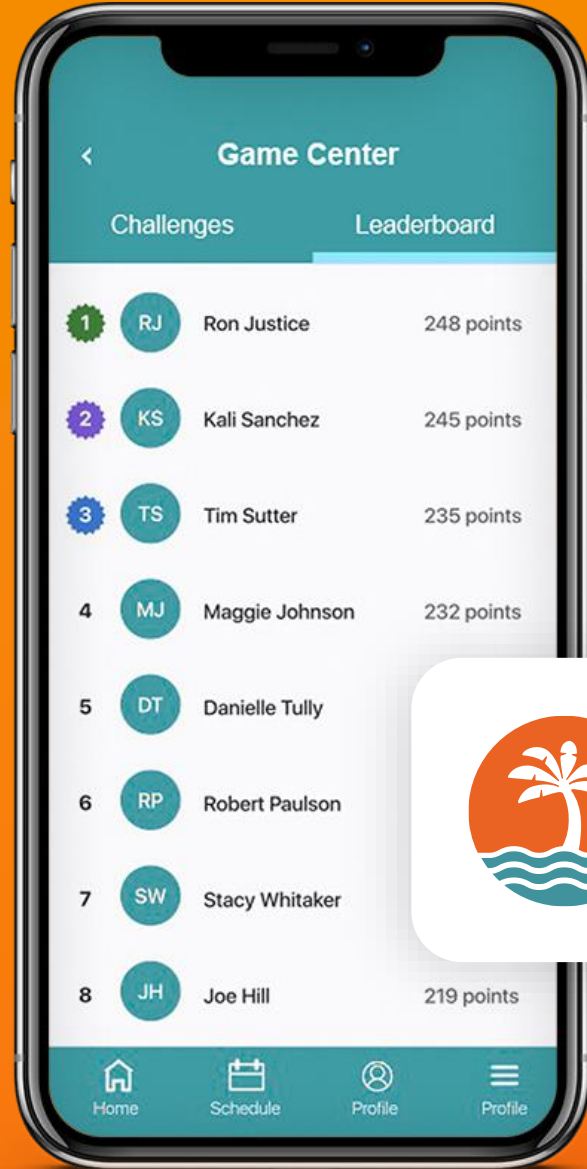 Game Center
Challenges Leaderboard
1 RJ Ron Justice 248 points
2 KS Kali Sanchez 245 points
3 TS Tim Sutter 235 points
4 MJ Maggie Johnson 232 points
5 DT Danielle Tully
6 RP Robert Paulson
7 SW Stacy Whitaker
8 JH Joe Hill 219 points
Home Schedule Profile Profile